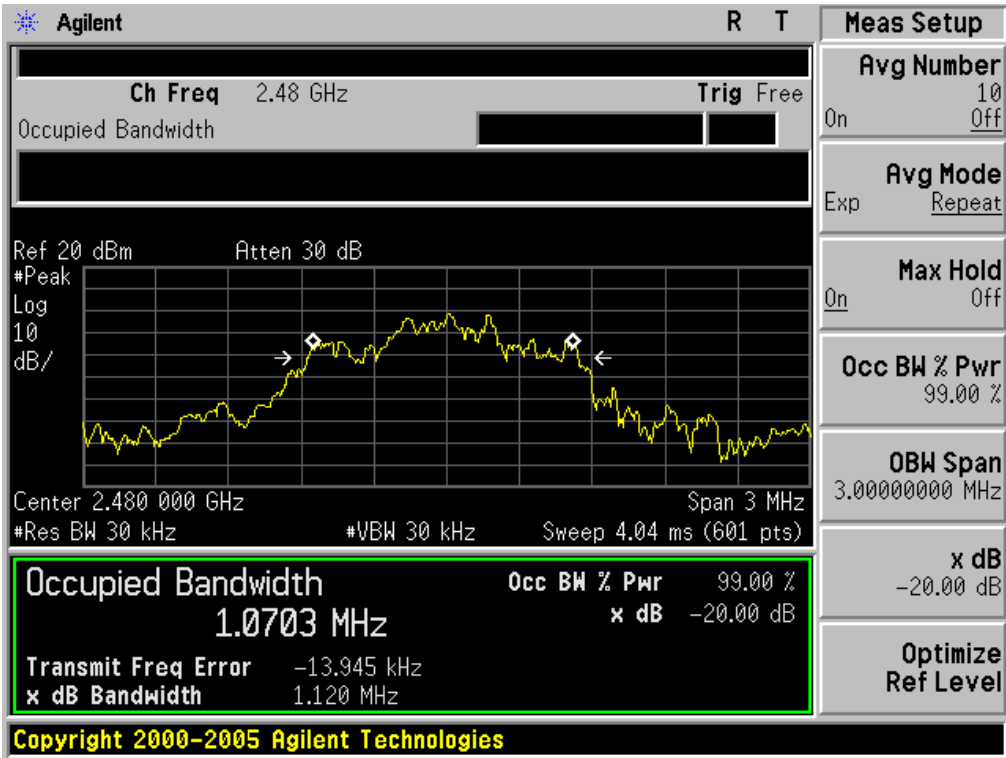 Agilent R T
Ch Freq 2.48 GHz Trig Free
Occupied Bandwidth
Ref 20 dBm Atten 30 dB
#Peak
Log
10
dB/
Center 2.480 000 GHz Span 3 MHz
#Res BW 30 kHz #VBW 30 kHz Sweep 4.04 ms (601 pts)
Occupied Bandwidth Occ BW % Pwr 99.00 %
1.0703 MHz x dB -20.00 dB
Transmit Freq Error -13.945 kHz
x dB Bandwidth 1.120 MHz
Copyright 2000-2005 Agilent Technologies
Meas Setup
Avg Number
10
On Off
Avg Mode
Exp Repeat
Max Hold
On Off
Occ BW % Pwr
99.00 %
OBW Span
3.00000000 MHz
x dB
-20.00 dB
Optimize
Ref Level